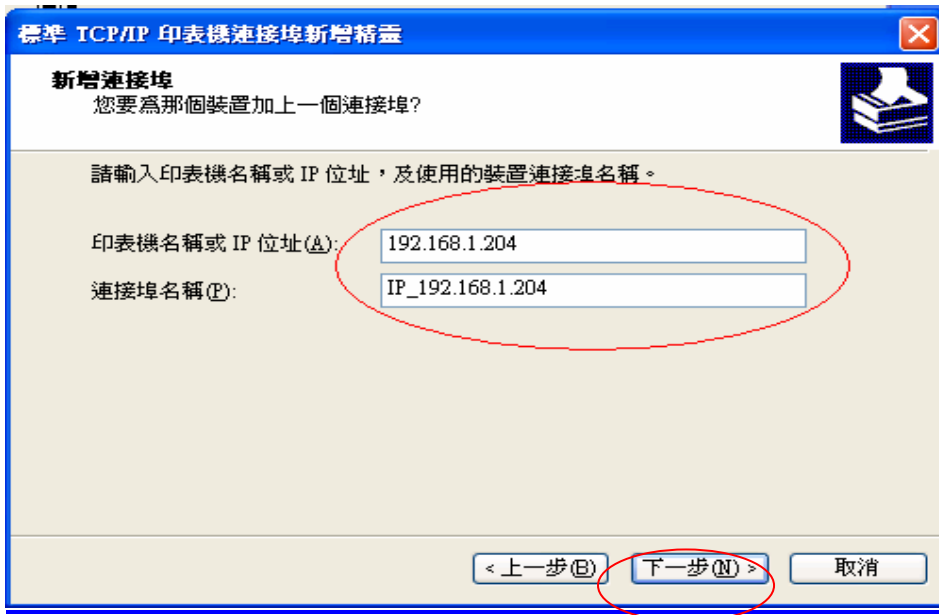 標準 TCP/IP 印表機連接埠新增精靈
新增連接埠
您要為那個裝置加上一個連接埠?
請輸入印表機名稱或 IP 位址，及使用的裝置連接埠名稱。
印表機名稱或 IP 位址(A): 192.168.1.204
連接埠名稱(P): IP_192.168.1.204
< 上一步(B) 下一步(N) > 取消